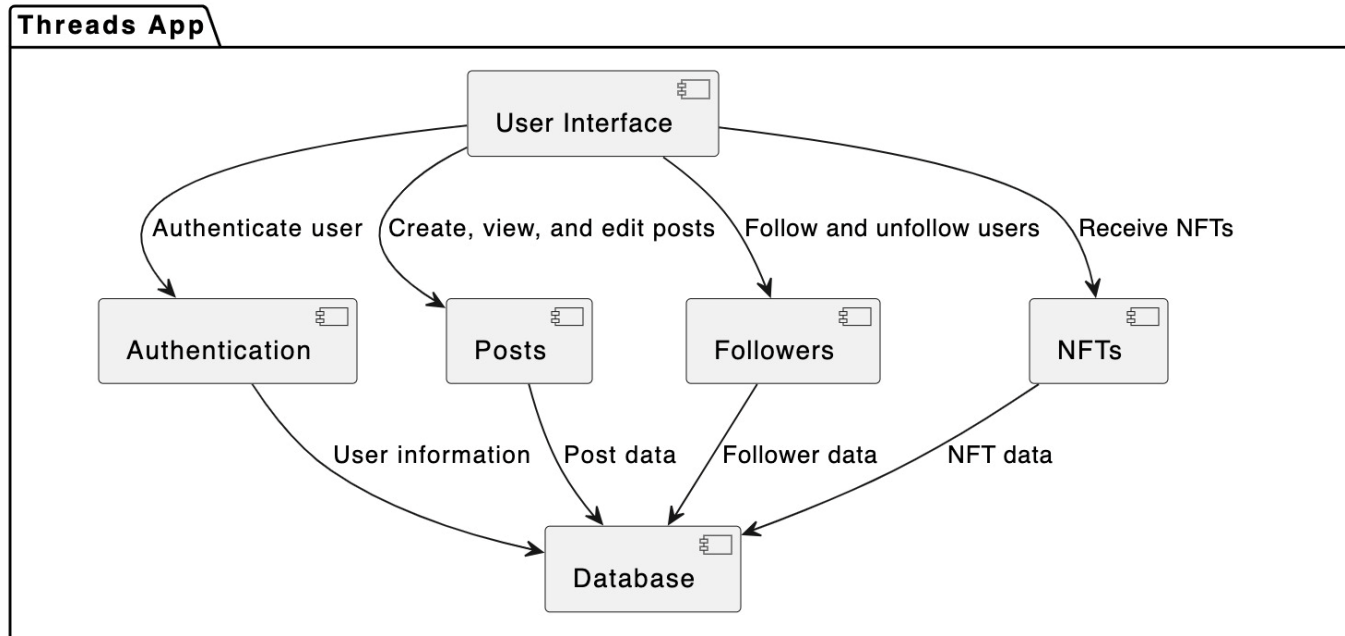 Threads App
User Interface
Authenticate user
Create, view, and edit posts
Follow and unfollow users
Receive NFTs
Authentication
Posts
Followers
NFTs
User information
Post data
Follower data
NFT data
Database